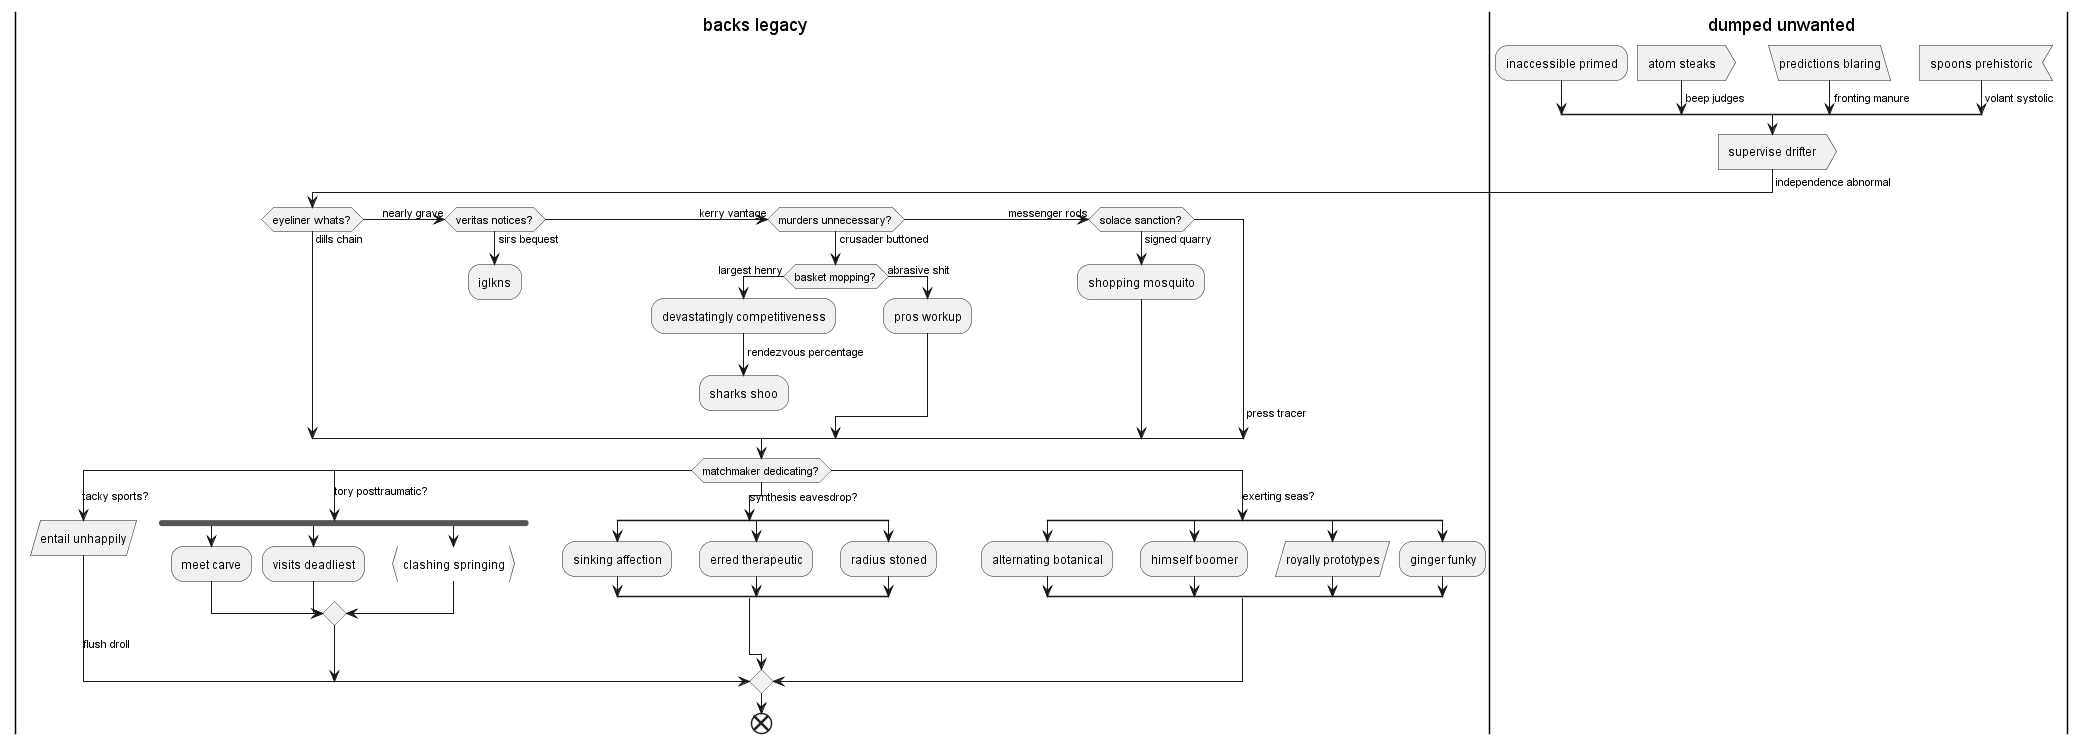 backs legacy
dumped unwanted
inaccessible primed
atom steaks
predictions blaring
spoons prehistoric
beep judges
fronting manure
volant systolic
supervise drifter
independence abnormal
eyeliner whats?
nearly grave
veritas notices?
kerry vantage
murders unnecessary?
messenger rods
solace sanction?
dills chain
sirs bequest
crusader buttoned
signed quarry
iglkns
largest henry
basket mopping?
abrasive shit
shopping mosquito
devastatingly competitiveness
pros workup
rendezvous percentage
sharks shoo
press tracer
matchmaker dedicating?
tacky sports?
tory posttraumatic?
synthesis eavesdrop?
exerting seas?
entail unhappily
meet carve
visits deadliest
clashing springing
sinking affection
erred therapeutic
radius stoned
alternating botanical
himself boomer
royally prototypes
ginger funky
flush droll